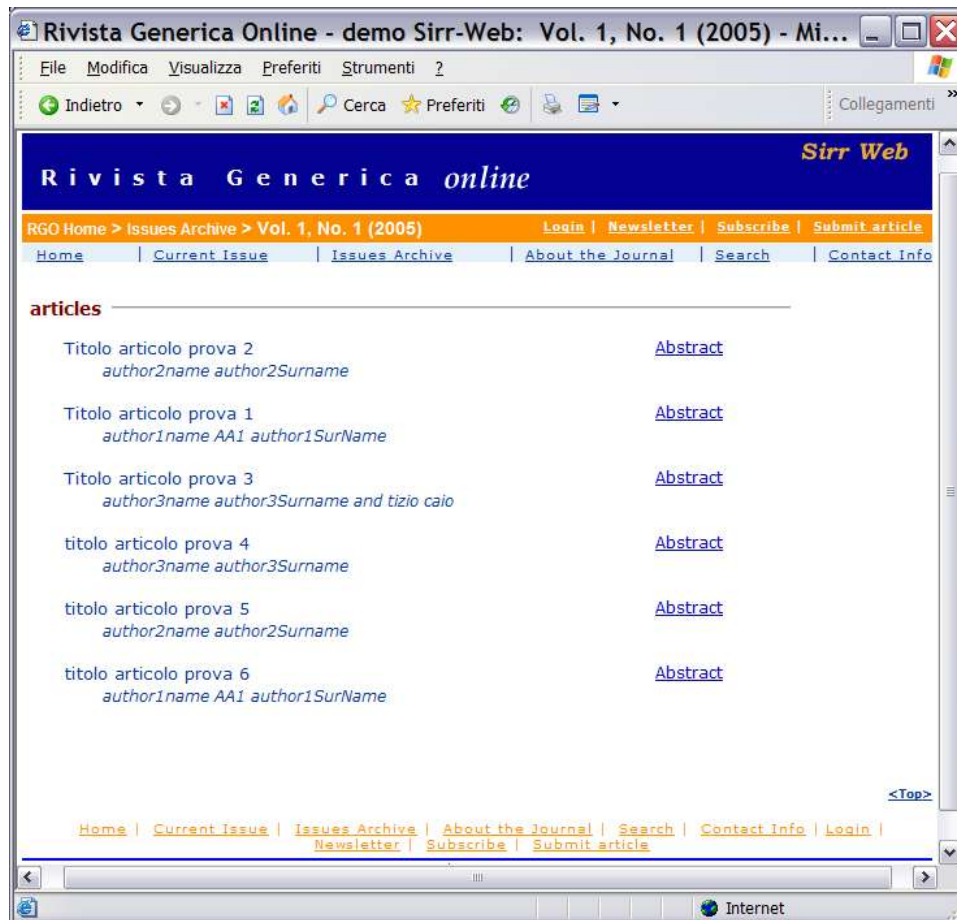 Rivista Generica Online - demo Sirr-Web: Vol. 1, No. 1 (2005) - Mi...
File Modifica Visualizza Preferiti Strumenti ?
Indietro Cerca Preferiti Collegamenti »
Sirr Web
Rivista Generica online
RGO Home > Issues Archive > Vol. 1, No. 1 (2005) Login | Newsletter | Subscribe | Submit article
Home | Current Issue | Issues Archive | About the Journal | Search | Contact Info
articles
Titolo articolo prova 2 Abstract
author2name author2Surname
Titolo articolo prova 1 Abstract
author1name AA1 author1SurName
Titolo articolo prova 3 Abstract
author3name author3Surname and tizio caio
titolo articolo prova 4 Abstract
author3name author3Surname
titolo articolo prova 5 Abstract
author2name author2Surname
titolo articolo prova 6 Abstract
author1name AA1 author1SurName
<Top>
Home | Current Issue | Issues Archive | About the Journal | Search | Contact Info | Login |
Newsletter | Subscribe | Submit article
Internet